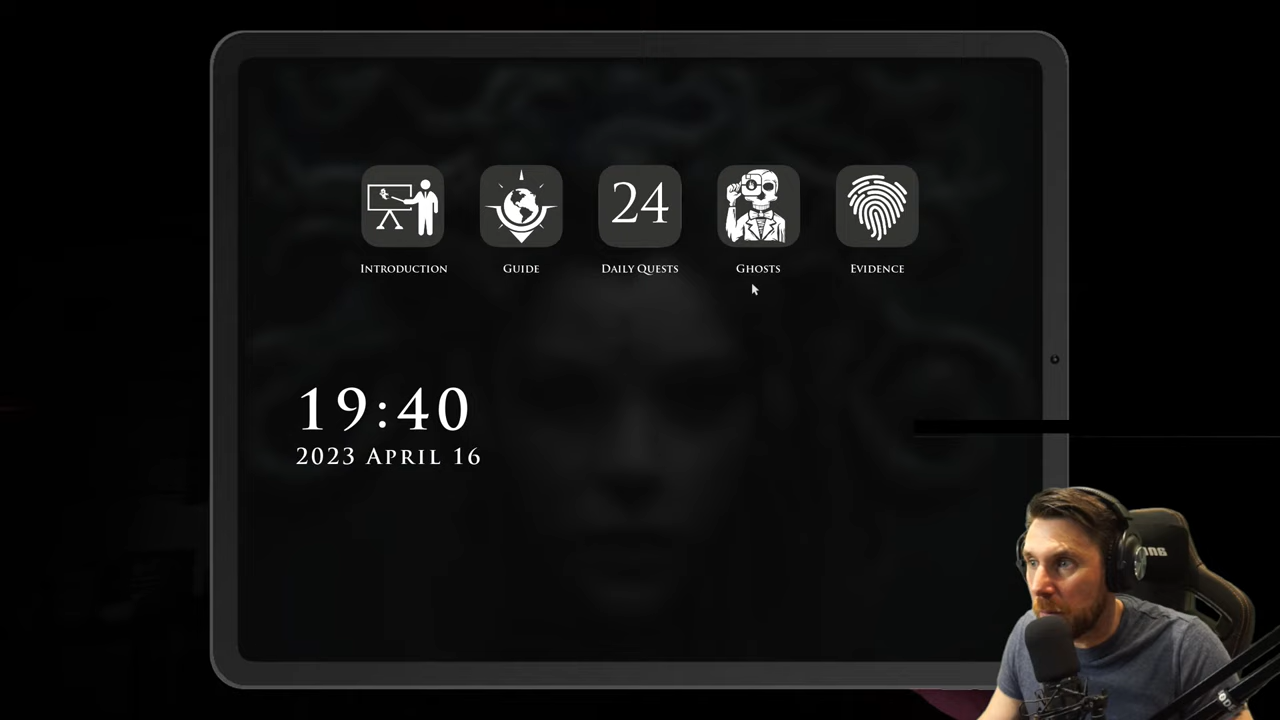 24
INTRODUCTION
GUIDE
DAILY QUESTS
GHOSTS
EVIDENCE
19:40
2023 APRIL 16